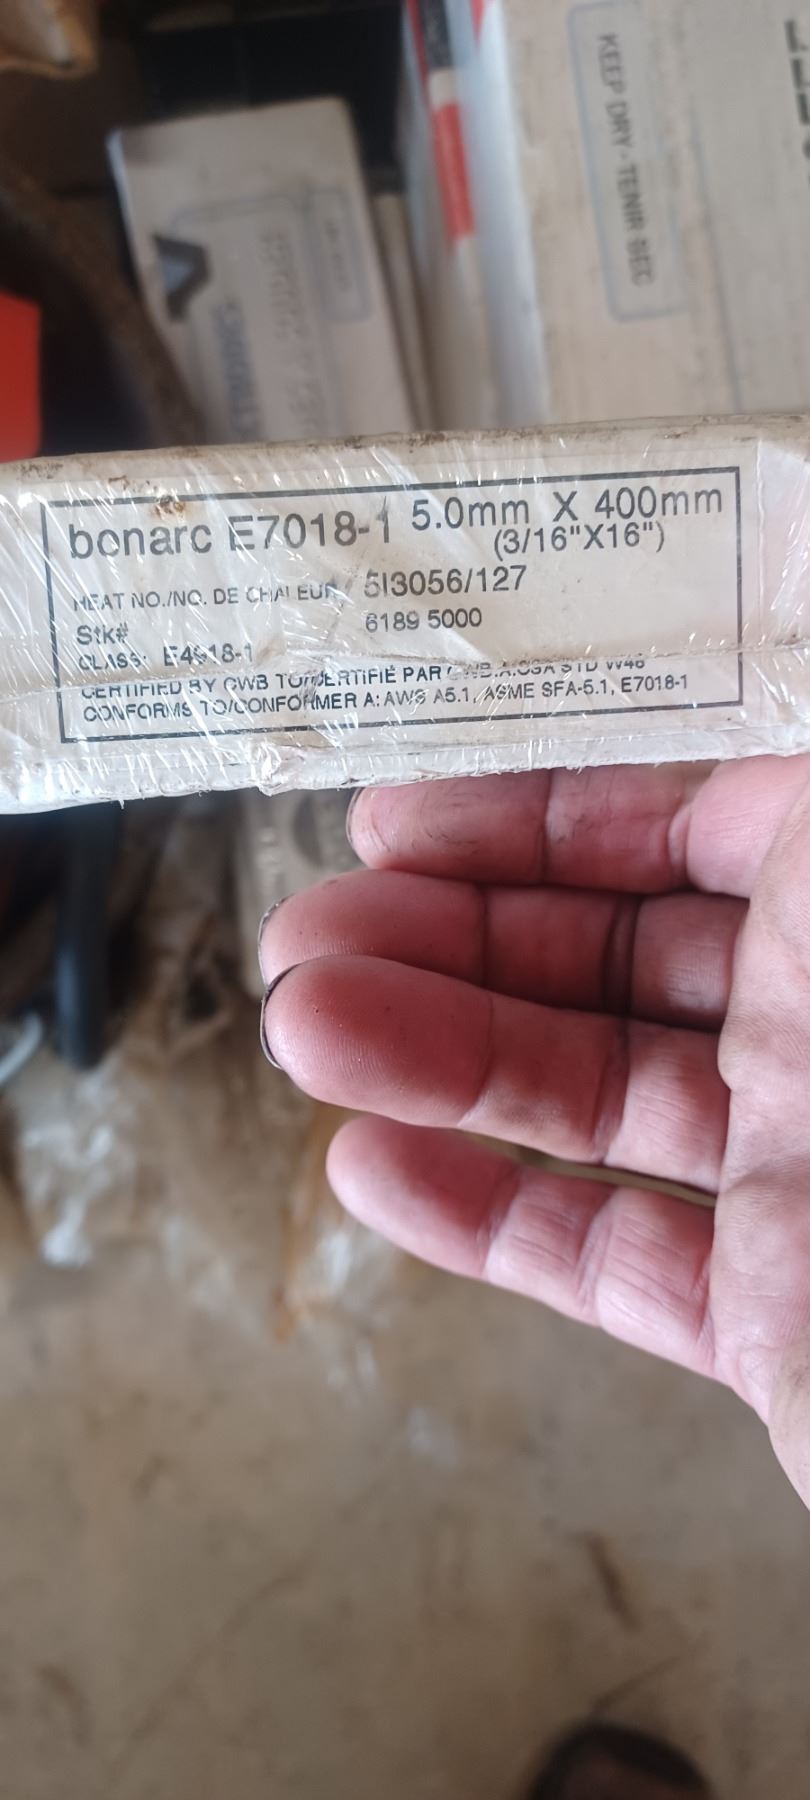 KEEP DRY - TENIR SEC
bonarc E7018-1 5.0mm X 400mm
(3/16"X16")
HEAT NO./NO. DE CHALEUR 5I3056/127
Stk# 6189 5000
CLASS: E4918-1
CERTIFIED BY CWB TO/CERTIFIÉ PAR CWB.A.CSA STD W48
CONFORMS TO/CONFORMER A: AWS A5.1, ASME SFA-5.1, E7018-1